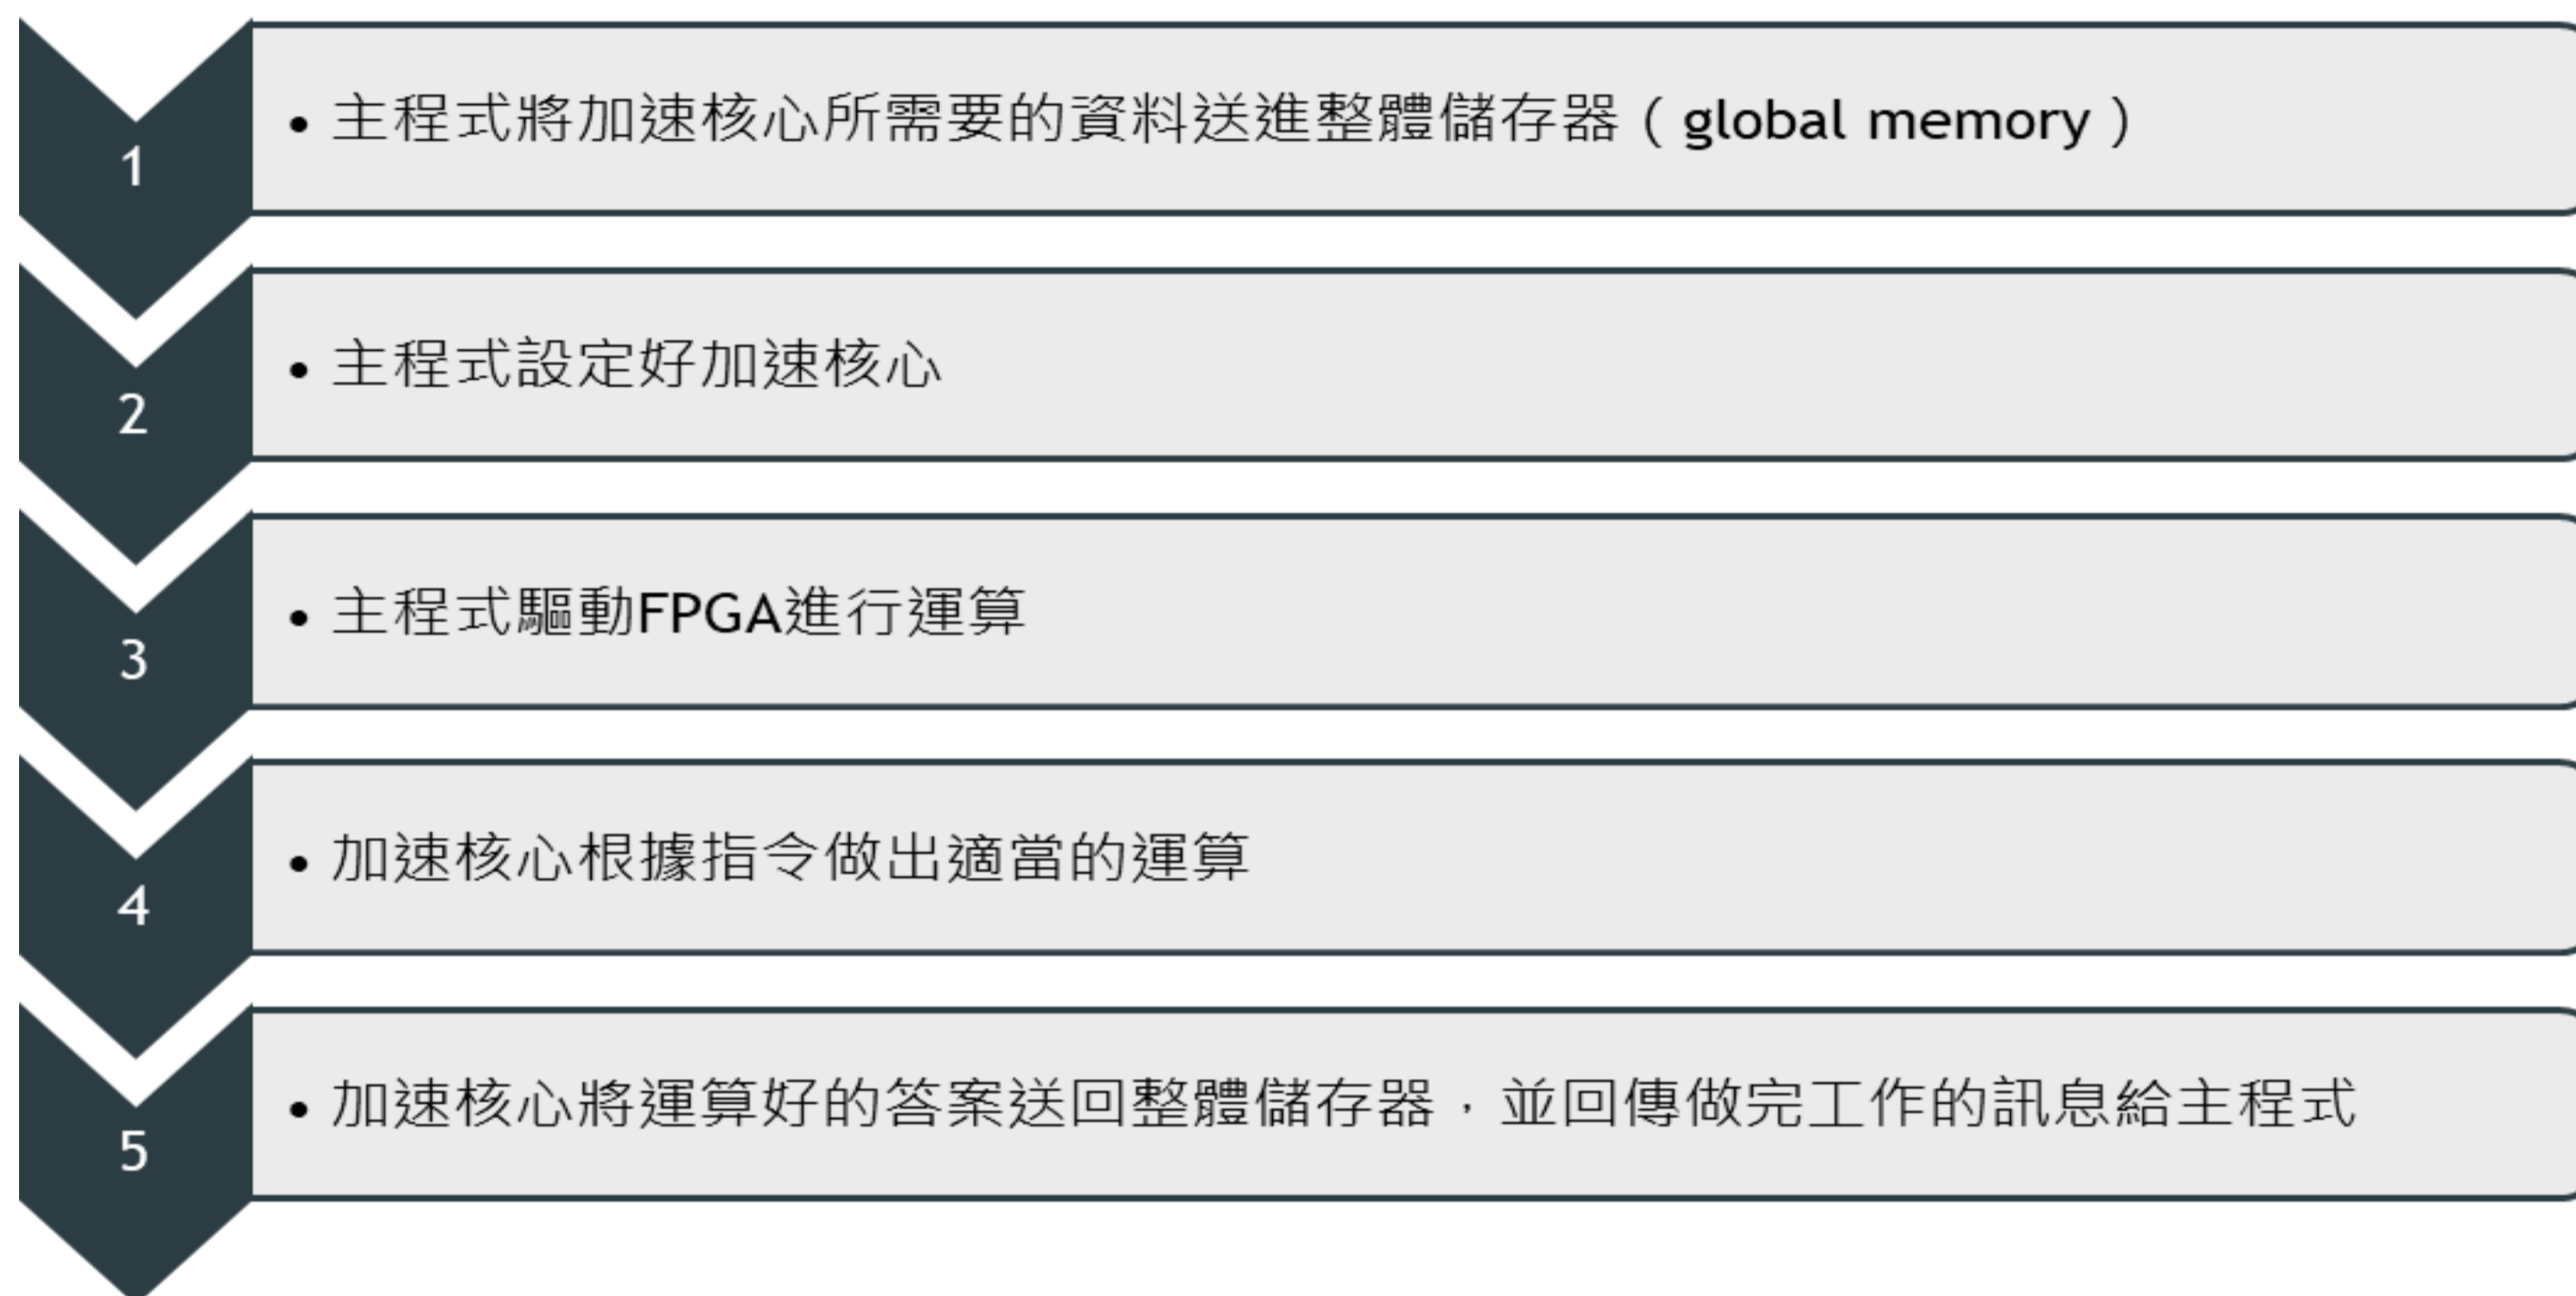 1
• 主程式將加速核心所需要的資料送進整體儲存器（global memory）
2
• 主程式設定好加速核心
3
• 主程式驅動FPGA進行運算
4
• 加速核心根據指令做出適當的運算
5
• 加速核心將運算好的答案送回整體儲存器，並回傳做完工作的訊息給主程式